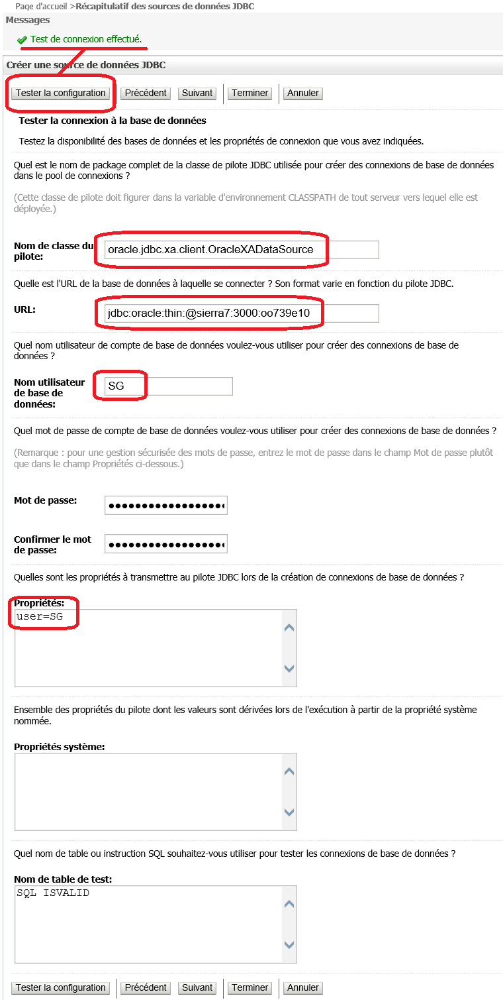 Page d'accueil >Récapitulatif des sources de données JDBC
Messages
Test de connexion effectué.
Créer une source de données JDBC
Tester la configuration Précédent Suivant Terminer Annuler
Tester la connexion à la base de données
Testez la disponibilité des bases de données et les propriétés de connexion que vous avez indiquées.
Quel est le nom de package complet de la classe de pilote JDBC utilisée pour créer des connexions de base de données
dans le pool de connexions ?
(Cette classe de pilote doit figurer dans la variable d'environnement CLASSPATH de tout serveur vers lequel elle est
déployée.)
Nom de classe du
pilote:
oracle.jdbc.xa.client.OracleXADataSource
Quelle est l'URL de la base de données à laquelle se connecter ? Son format varie en fonction du pilote JDBC.
URL: jdbc:oracle:thin:@sierra7:3000:oo739e10
Quel nom utilisateur de compte de base de données voulez-vous utiliser pour créer des connexions de base de
données ?
Nom utilisateur
de base de
données:
SG
Quel mot de passe de compte de base de données voulez-vous utiliser pour créer des connexions de base de données ?
(Remarque : pour une gestion sécurisée des mots de passe, entrez le mot de passe dans le champ Mot de passe plutôt
que dans le champ Propriétés ci-dessous.)
Mot de passe:
Confirmer le mot
de passe:
Quelles sont les propriétés à transmettre au pilote JDBC lors de la création de connexions de base de données ?
Propriétés:
user=SG
Ensemble des propriétés du pilote dont les valeurs sont dérivées lors de l'exécution à partir de la propriété système
nommée.
Propriétés système:
Quel nom de table ou instruction SQL souhaitez-vous utiliser pour tester les connexions de base de données ?
Nom de table de test:
SQL ISVALID
Tester la configuration Précédent Suivant Terminer Annuler